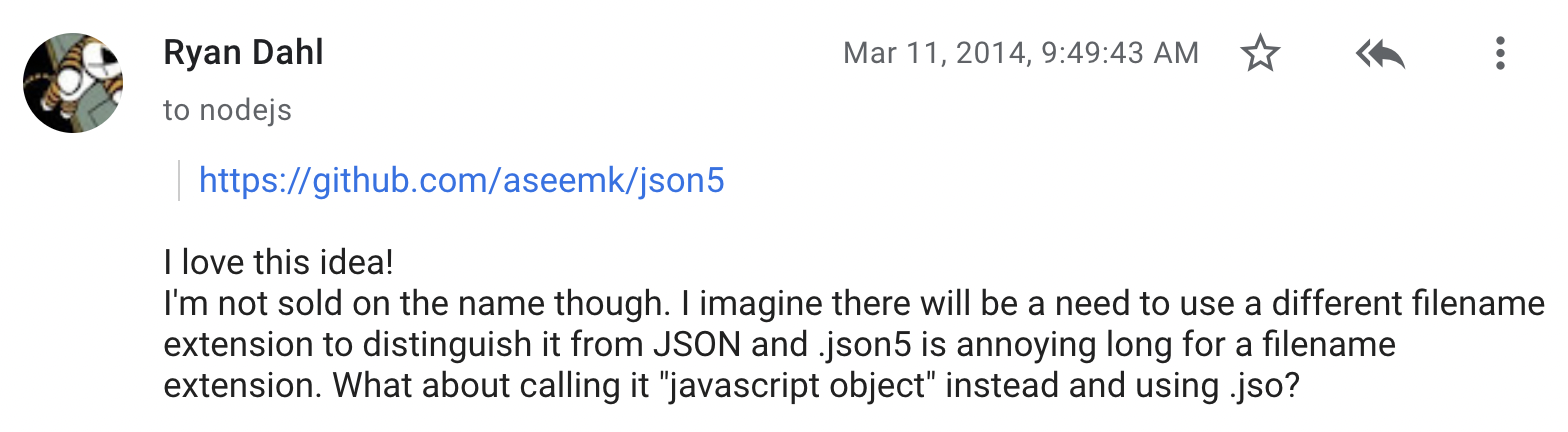 Ryan Dahl
Mar 11, 2014, 9:49:43 AM
to nodejs
https://github.com/aseemk/json5
I love this idea!
I'm not sold on the name though. I imagine there will be a need to use a different filename
extension to distinguish it from JSON and .json5 is annoying long for a filename
extension. What about calling it "javascript object" instead and using .jso?